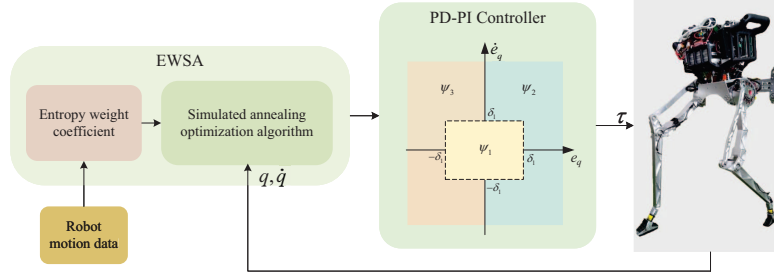 EWSA
Entropy weight
coefficient
Simulated annealing
optimization algorithm
Robot
motion data
q, q̇
PD-PI Controller
ė_q
ψ_3
ψ_2
δ_1
ψ_1
−δ_1
δ_1
e_q
−δ_1
τ